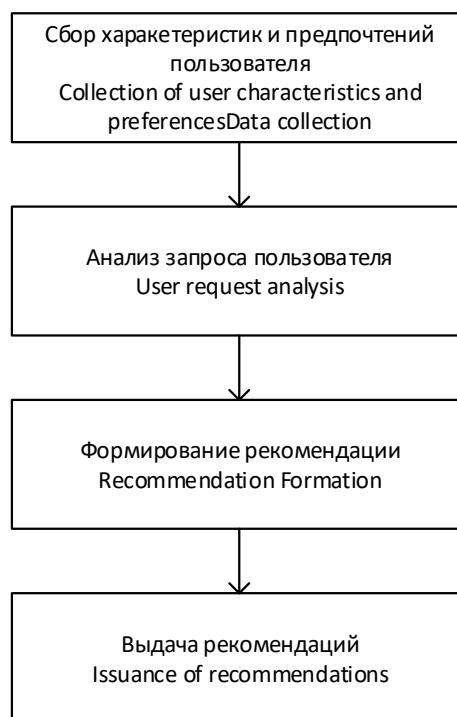 Сбор харакетеристик и предпочтений
пользователя
Collection of user characteristics and
preferencesData collection
Анализ запроса пользователя
User request analysis
Формирование рекомендации
Recommendation Formation
Выдача рекомендаций
Issuance of recommendations